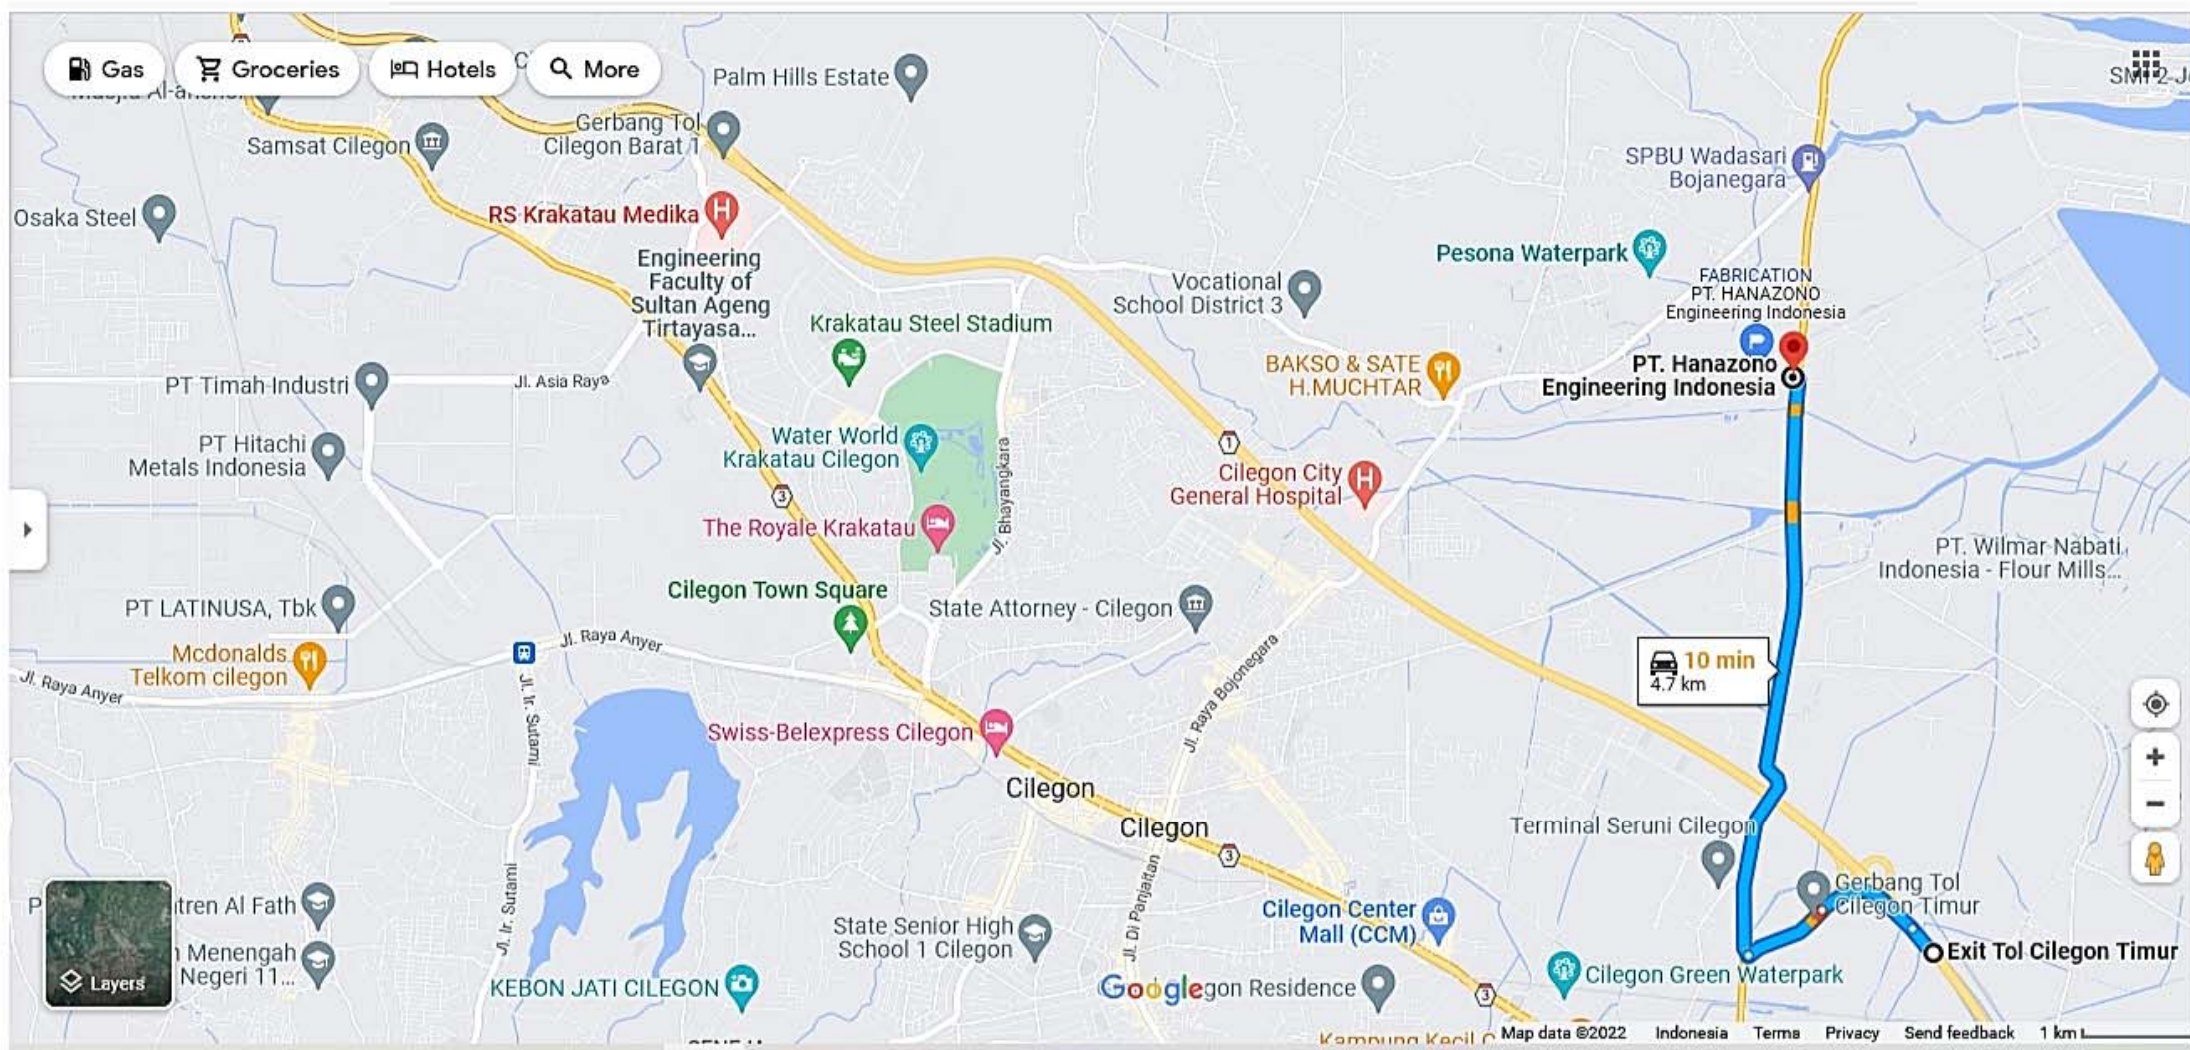 Gas
Groceries
Hotels
More
Palm Hills Estate
Gerbang Tol
Cilegon Barat 1
Samsat Cilegon
SPBU Wadasari
Bojanegara
Osaka Steel
RS Krakatau Medika
Engineering
Faculty of
Sultan Ageng
Tirtayasa...
Pesona Waterpark
Vocational
School District 3
FABRICATION
PT. HANAZONO
Engineering Indonesia
Krakatau Steel Stadium
PT. Hanazono
Engineering Indonesia
BAKSO & SATE
H.MUCHTAR
PT Timah Industri
Jl. Asia Raya
PT Hitachi
Metals Indonesia
Water World
Krakatau Cilegon
Jl. Bhayangkara
1
Cilegon City
General Hospital
3
The Royale Krakatau
PT. Wilmar Nabati
Indonesia - Flour Mills...
Cilegon Town Square
State Attorney - Cilegon
PT LATINUSA, Tbk
Jl. Raya Anyer
Mcdonalds
Telkom cilegon
Jl. Raya Anyer
Jl. Ir. Sutami
Jl. Raya Bojonegara
10 min
4.7 km
Swiss-Belexpress Cilegon
Cilegon
Cilegon
3
Terminal Seruni Cilegon
Jl. Di Panjaitan
Jl. Ir. Sutami
Gerbang Tol
Cilegon Timur
tren Al Fath
Cilegon Center
Mall (CCM)
State Senior High
School 1 Cilegon
Menengah
Negeri 11...
Exit Tol Cilegon Timur
Layers
KEBON JATI CILEGON
Google
gon Residence
Cilegon Green Waterpark
3
Kampung Kecil C
Map data ©2022
Indonesia
Terms
Privacy
Send feedback
1 km